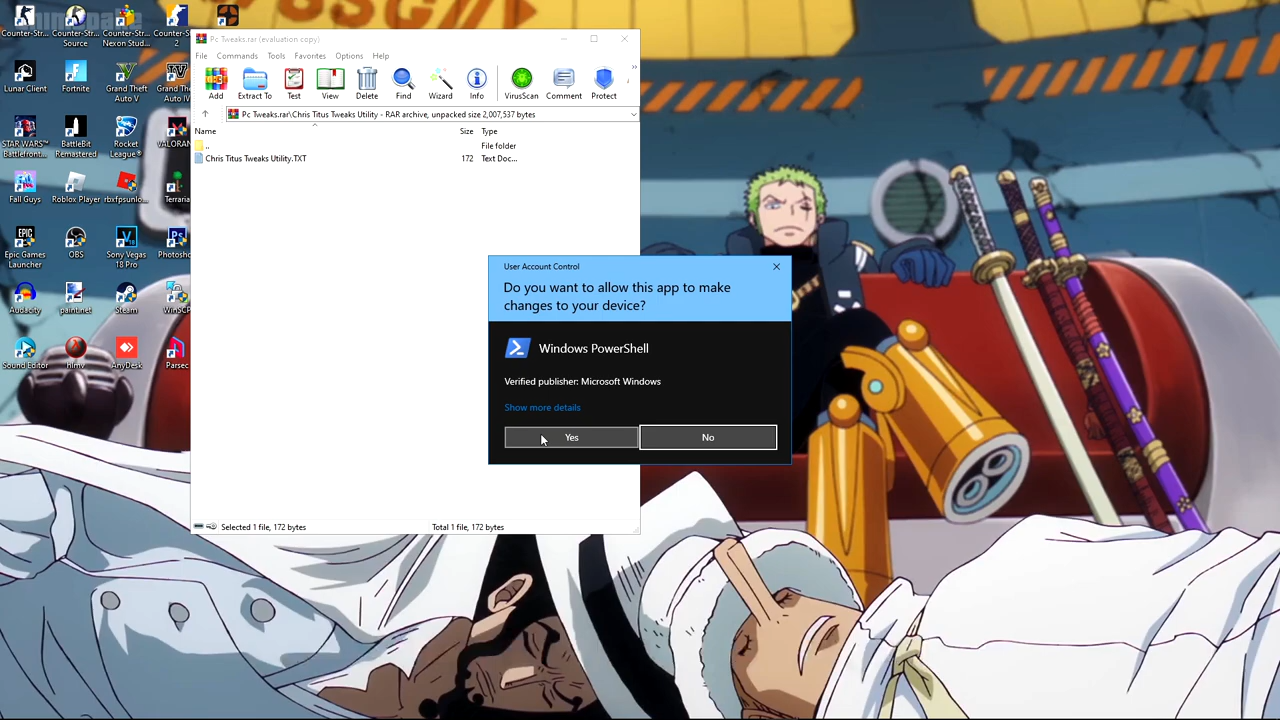 Counter-Str...
Counter-Str... Source
Counter-Str... Nexon Stud...
Counter-Str... 2
Lunar Client
Fortnite
Grand Theft Auto V
Grand The Auto IV
STAR WARS™ Battlefront...
BattleBit Remastered
Rocket League®
VALORAN
Fall Guys
Roblox Player
rbxfpsunlo...
Terraria
Epic Games Launcher
OBS
Sony Vegas 18 Pro
Photosho
Audacity
paint.net
Steam
WinSCP
Sound Editor
AnyDesk
Parsec
Pc Tweaks.rar (evaluation copy)
File Commands Tools Favorites Options Help
Add Extract To Test View Delete Find Wizard Info VirusScan Comment Protect
Pc Tweaks.rar\Chris Titus Tweaks Utility - RAR archive, unpacked size 2,007,537 bytes
Name Size Type
.. File folder
Chris Titus Tweaks Utility.TXT 172 Text Doc...
Selected 1 file, 172 bytes Total 1 file, 172 bytes
User Account Control
Do you want to allow this app to make
changes to your device?
Windows PowerShell
Verified publisher: Microsoft Windows
Show more details
Yes No